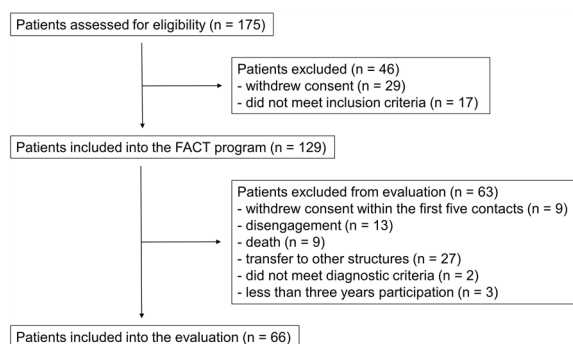 Patients assessed for eligibility (n = 175)
Patients excluded (n = 46)
- withdrew consent (n = 29)
- did not meet inclusion criteria (n = 17)
Patients included into the FACT program (n = 129)
Patients excluded from evaluation (n = 63)
- withdrew consent within the first five contacts (n = 9)
- disengagement (n = 13)
- death (n = 9)
- transfer to other structures (n = 27)
- did not meet diagnostic criteria (n = 2)
- less than three years participation (n = 3)
Patients included into the evaluation (n = 66)